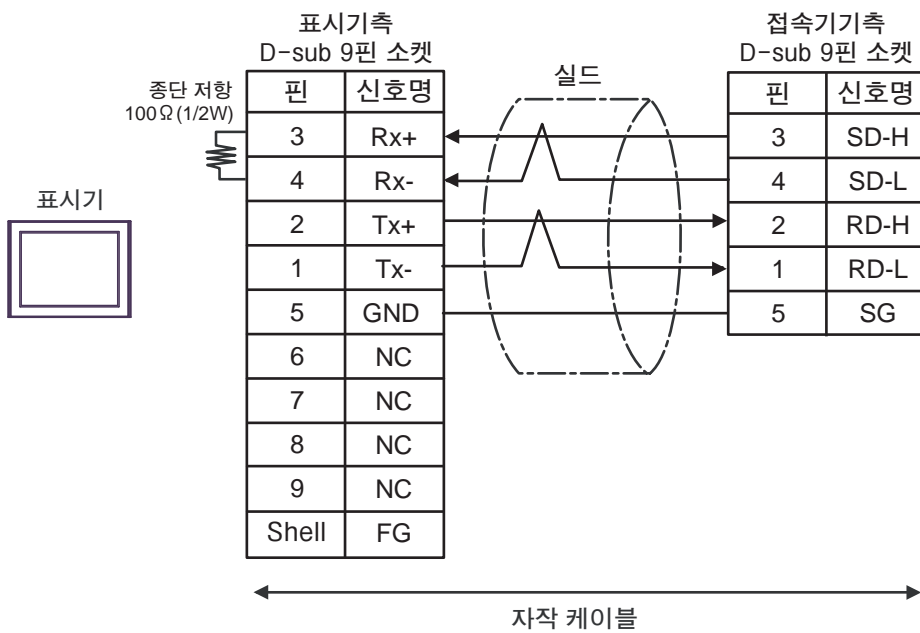 표시기측
D-sub 9핀 소켓
접속기기측
D-sub 9핀 소켓
종단 저항
100Ω(1/2W)
실드
표시기
핀 신호명
3 Rx+
4 Rx-
2 Tx+
1 Tx-
5 GND
6 NC
7 NC
8 NC
9 NC
Shell FG
핀 신호명
3 SD-H
4 SD-L
2 RD-H
1 RD-L
5 SG
자작 케이블